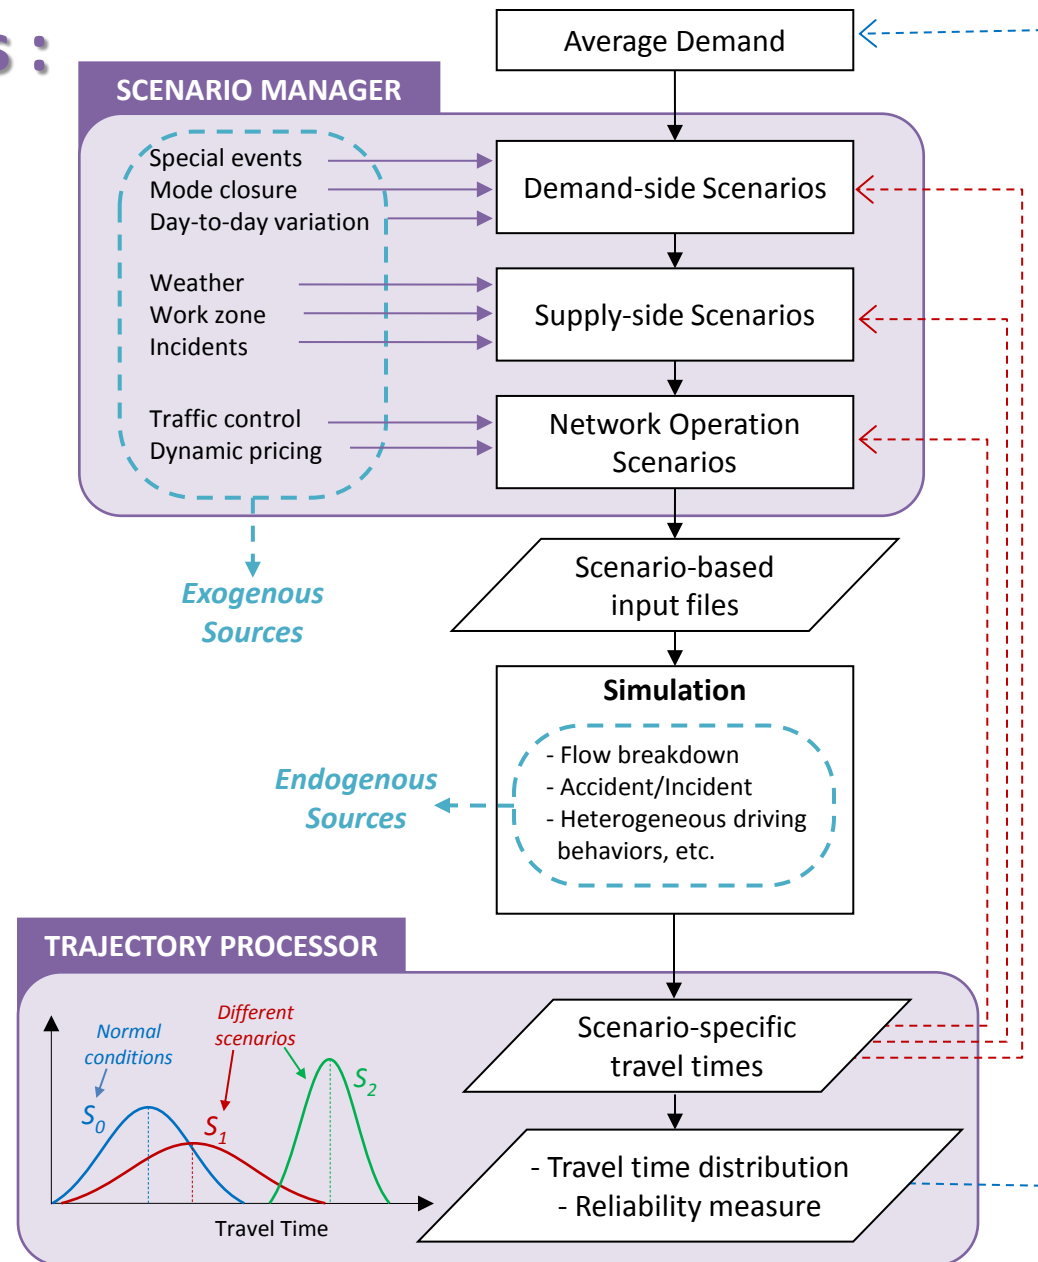 s:
Average Demand
SCENARIO MANAGER
Special events
Mode closure
Day-to-day variation
Demand-side Scenarios
Weather
Work zone
Incidents
Supply-side Scenarios
Traffic control
Dynamic pricing
Network Operation
Scenarios
Exogenous
Sources
Scenario-based
input files
Simulation
- Flow breakdown
- Accident/Incident
- Heterogeneous driving
behaviors, etc.
Endogenous
Sources
TRAJECTORY PROCESSOR
Normal
conditions
Different
scenarios
S0
S1
S2
Travel Time
Scenario-specific
travel times
- Travel time distribution
- Reliability measure